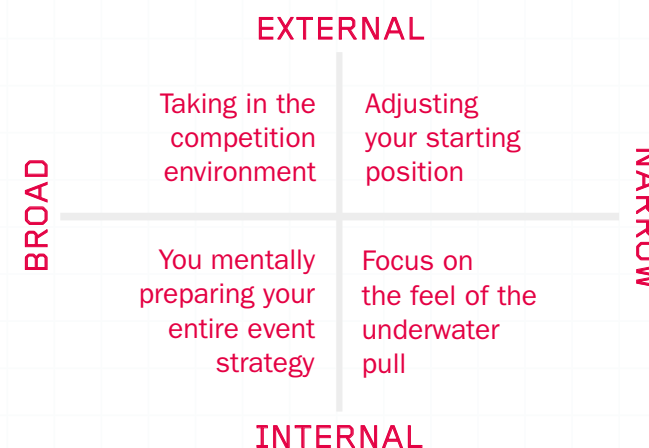 EXTERNAL
Taking in the
competition
environment
Adjusting
your starting
position
BROAD
NARROW
You mentally
preparing your
entire event
strategy
Focus on
the feel of the
underwater
pull
INTERNAL